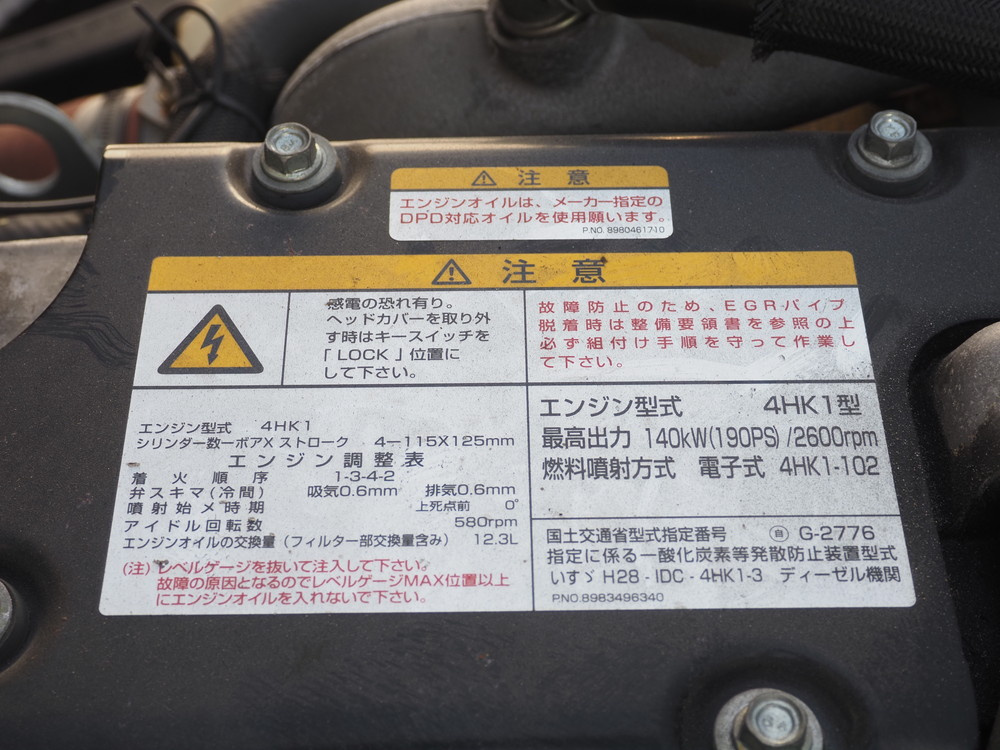 ⚠ 注意
エンジンオイルは、メーカー指定の
DPD対応オイルを使用願います。
P.NO. 8980461710
⚠ 注意
感電の恐れ有り。
ヘッドカバーを取り外
す時はキースイッチを
「LOCK」位置に
して下さい。
故障防止のため、EGRパイプ
脱着時は整備要領書を参照の上
必ず組付け手順を守って作業し
て下さい。
エンジン型式 4HK1
シリンダー数ーボアX ストローク 4-115X125mm
エンジン調整表
着火順序 1-3-4-2
弁スキマ(冷間) 吸気0.6mm 排気0.6mm
噴射始メ時期 上死点前 0°
アイドル回転数 580rpm
エンジンオイルの交換量(フィルター部交換量含み) 12.3L
(注)レベルゲージを抜いて注入して下さい。
故障の原因となるのでレベルゲージMAX位置以上
にエンジンオイルを入れないで下さい。
エンジン型式 4HK1型
最高出力 140kW(190PS)/2600rpm
燃料噴射方式 電子式 4HK1-102
国土交通省型式指定番号 ㊀自 G-2776
指定に係る一酸化炭素等発散防止装置型式
いすゞ H28-IDC-4HK1-3 ディーゼル機関
P.NO.8983496340